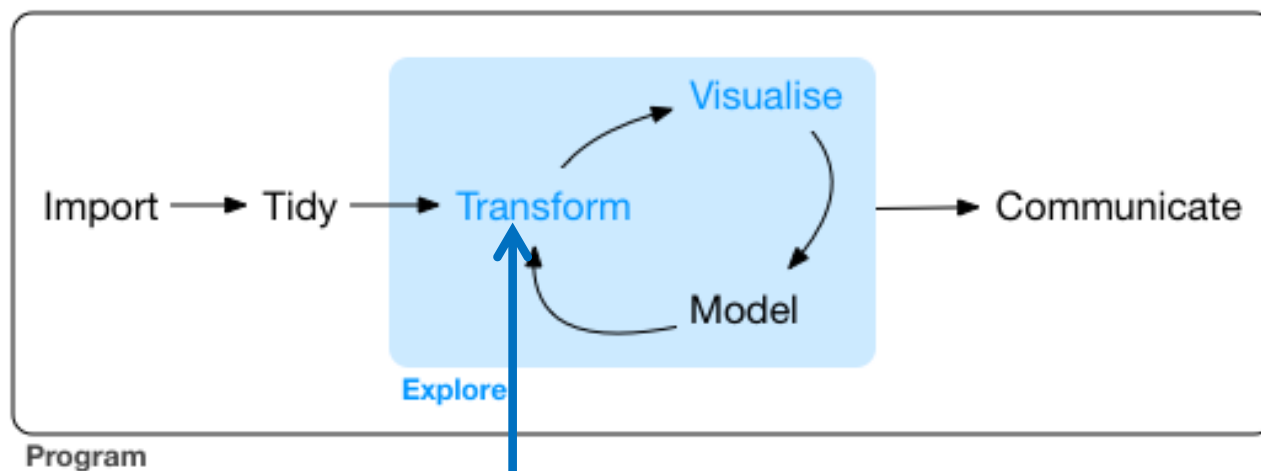 Visualise
Import Tidy Transform Communicate
Model
Explore
Program